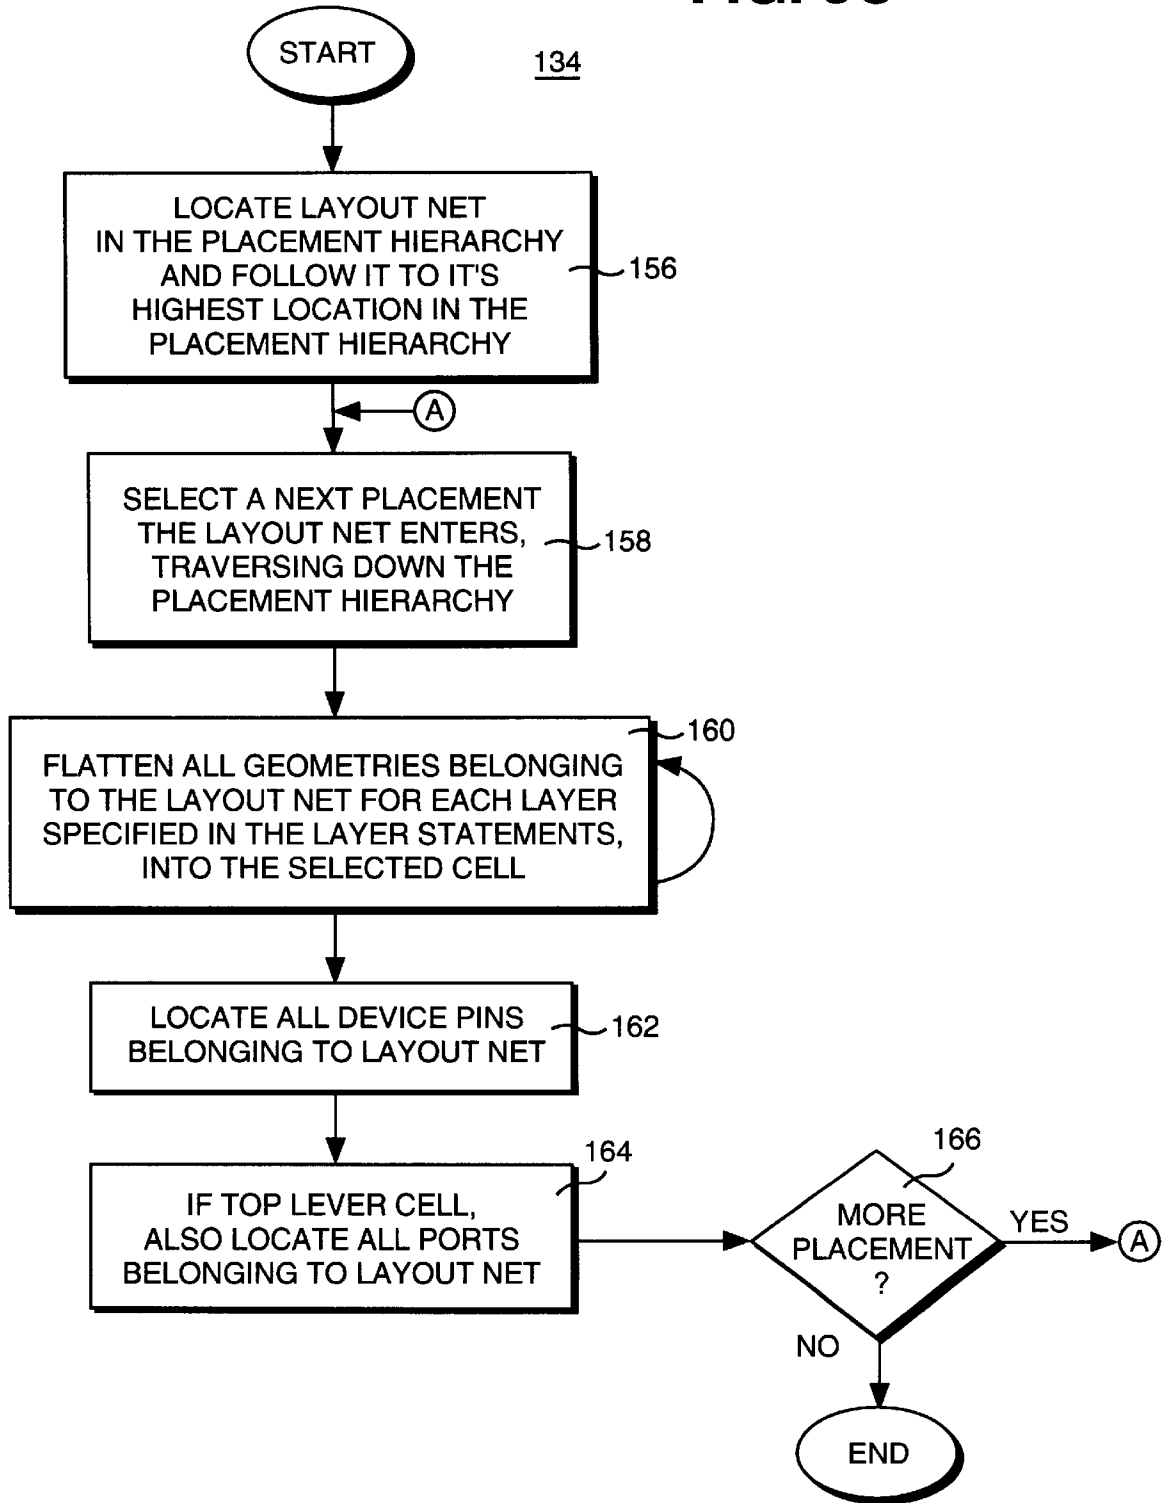 START
134
LOCATE LAYOUT NET
IN THE PLACEMENT HIERARCHY
AND FOLLOW IT TO IT'S
HIGHEST LOCATION IN THE
PLACEMENT HIERARCHY
156
A
SELECT A NEXT PLACEMENT
THE LAYOUT NET ENTERS,
TRAVERSING DOWN THE
PLACEMENT HIERARCHY
158
160
FLATTEN ALL GEOMETRIES BELONGING
TO THE LAYOUT NET FOR EACH LAYER
SPECIFIED IN THE LAYER STATEMENTS,
INTO THE SELECTED CELL
LOCATE ALL DEVICE PINS
BELONGING TO LAYOUT NET
162
164
IF TOP LEVER CELL,
ALSO LOCATE ALL PORTS
BELONGING TO LAYOUT NET
166
MORE
PLACEMENT
?
YES
A
NO
END